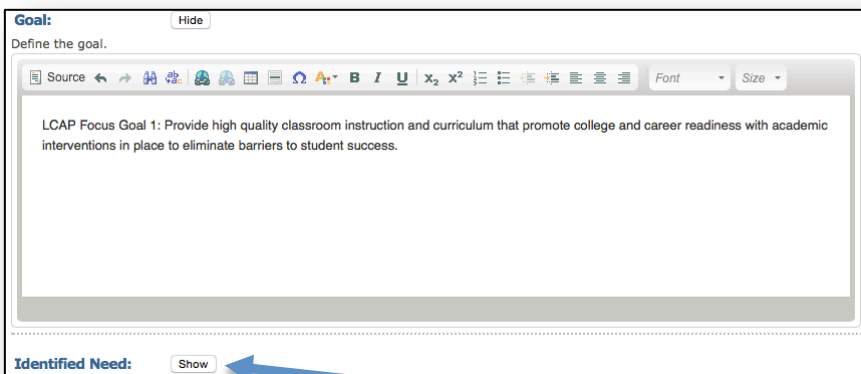 Goal: Hide
Define the goal.
Source B I U x₂ x² Font Size
LCAP Focus Goal 1: Provide high quality classroom instruction and curriculum that promote college and career readiness with academic
interventions in place to eliminate barriers to student success.
Identified Need: Show